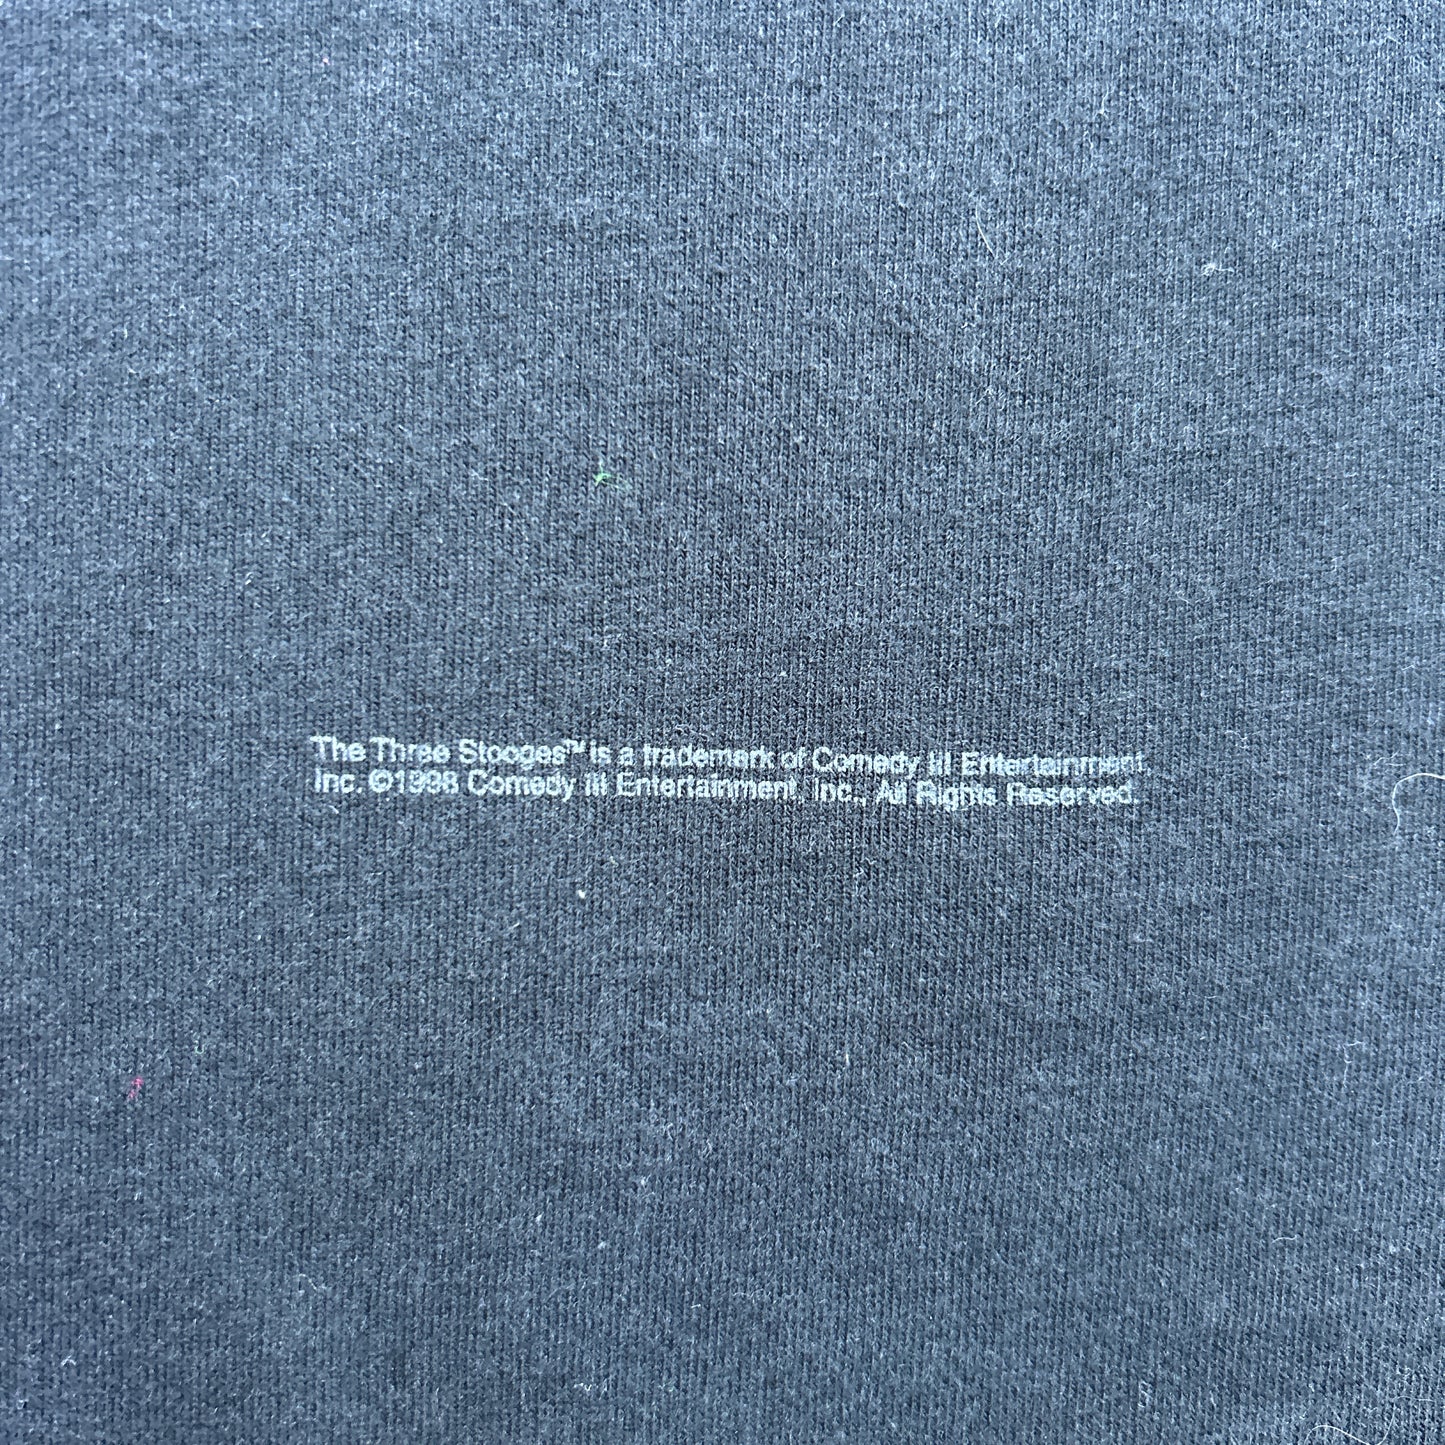 The Three Stooges™ is a trademark of Comedy III Entertainment,
Inc. ©1998 Comedy III Entertainment, Inc., All Rights Reserved.